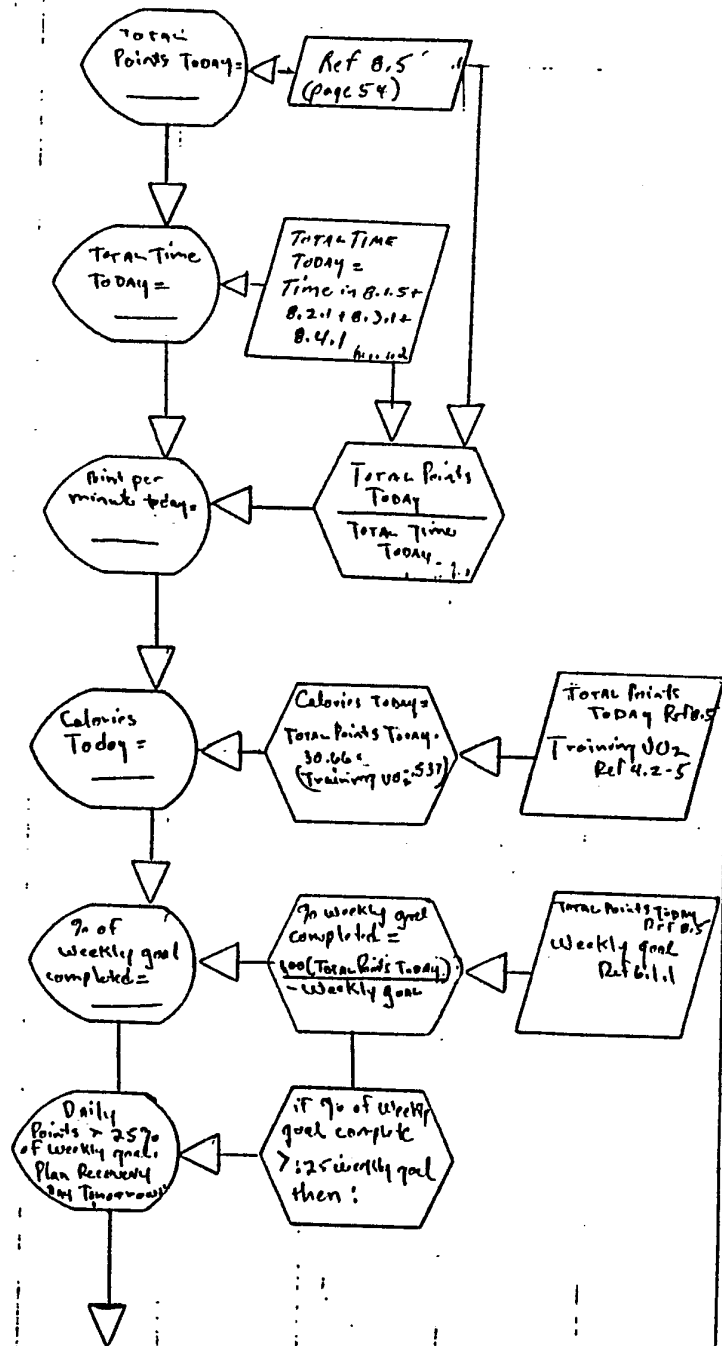 Total
Points Today=
Ref 8.5
(page 54)
Total Time
Today=
Total Time
Today=
Time in 8.1.5+
8.2.1+8.3.1+
8.4.1
Point per
minute today=
Total Points
Today
Total Time
Today
Calories
Today=
Calories Today=
Total Points Today·
30.66
(Training VO2 .537)
Total Points
Today Ref 8.5
Training VO2
Ref 4.2-5
% of
Weekly goal
completed=
% weekly goal
completed=
100(Total Points Today)
Weekly goal
Total Points Today
Ref 8.5
Weekly goal
Ref 6.1.1
Daily
Points > 25%
of weekly goal.
Plan Recovery
Day Tomorrow
if % of weekly
goal complete
> .25 weekly goal
then: